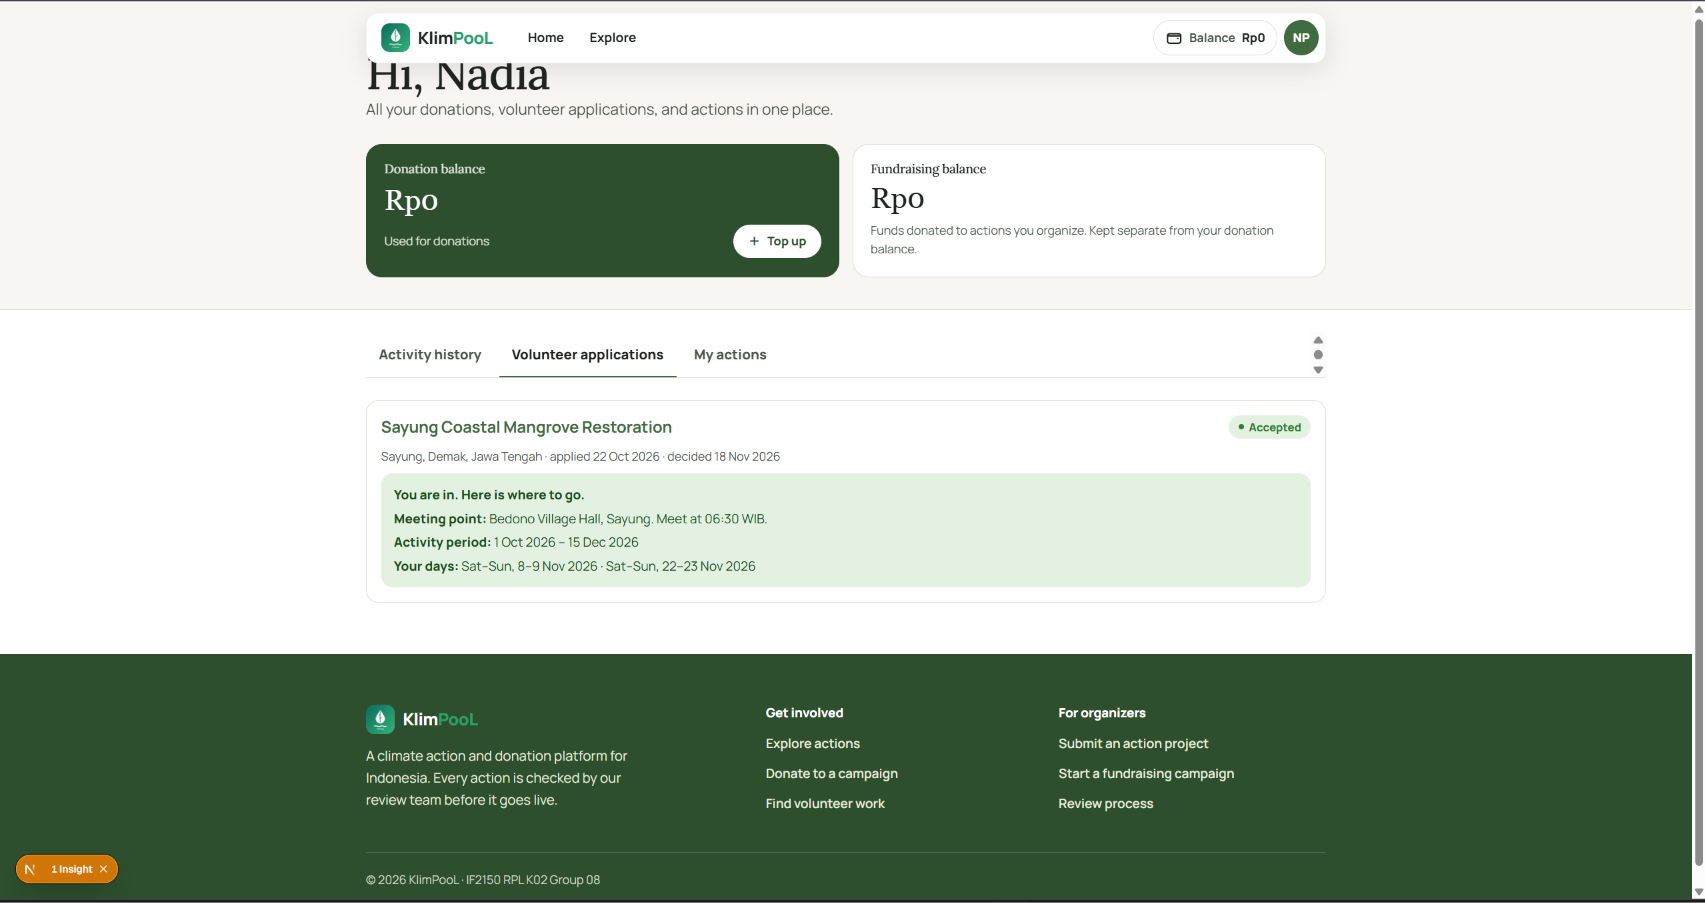 KlimPooL
Home
Explore
Balance Rp0
NP
Hi, Nadia
All your donations, volunteer applications, and actions in one place.
Donation balance
Rp0
Used for donations
+ Top up
Fundraising balance
Rp0
Funds donated to actions you organize. Kept separate from your donation
balance.
Activity history
Volunteer applications
My actions
Sayung Coastal Mangrove Restoration
Accepted
Sayung, Demak, Jawa Tengah · applied 22 Oct 2026 · decided 18 Nov 2026
You are in. Here is where to go.
Meeting point: Bedono Village Hall, Sayung. Meet at 06:30 WIB.
Activity period: 1 Oct 2026 – 15 Dec 2026
Your days: Sat–Sun, 8–9 Nov 2026 · Sat–Sun, 22–23 Nov 2026
KlimPooL
A climate action and donation platform for
Indonesia. Every action is checked by our
review team before it goes live.
Get involved
Explore actions
Donate to a campaign
Find volunteer work
For organizers
Submit an action project
Start a fundraising campaign
Review process
N 1 Insight ×
© 2026 KlimPooL · IF2150 RPL K02 Group 08